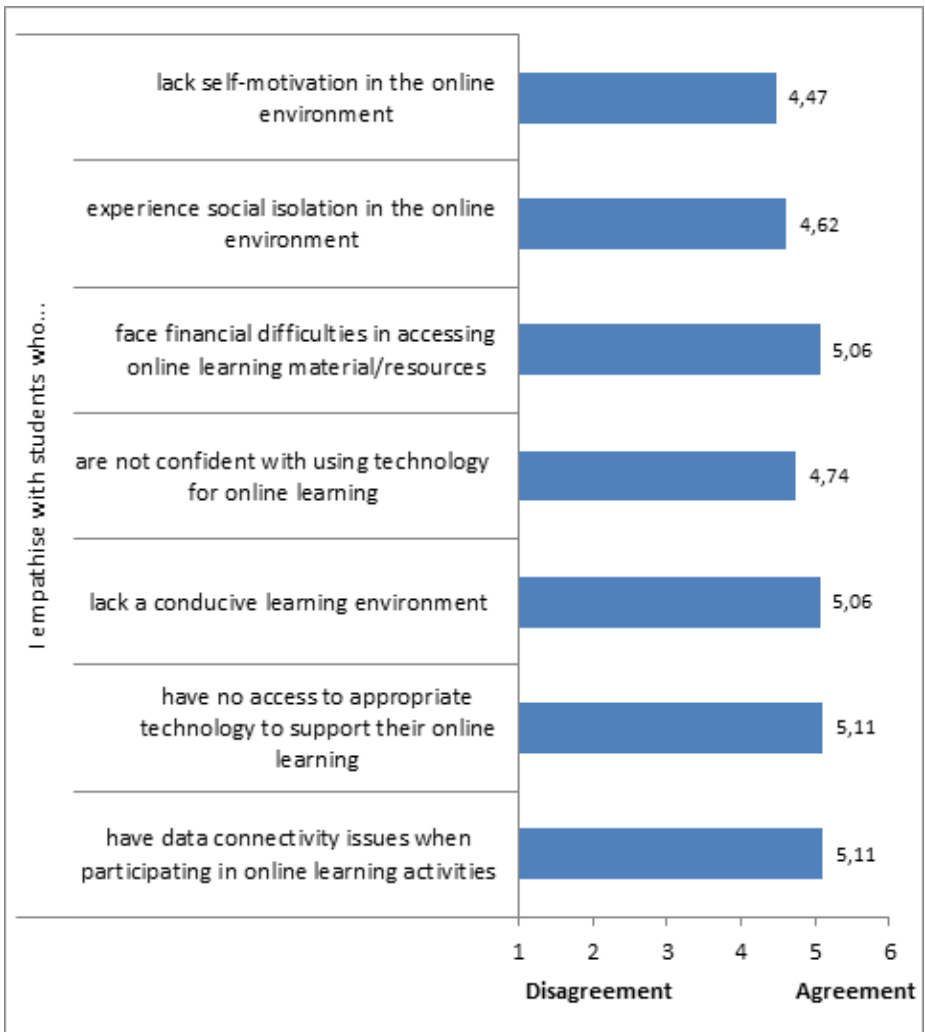 I empathise with students who...
lack self-motivation in the online
environment
4,47
experience social isolation in the online
environment
4,62
face financial difficulties in accessing
online learning material/resources
5,06
are not confident with using technology
for online learning
4,74
lack a conducive learning environment
5,06
have no access to appropriate
technology to support their online
learning
5,11
have data connectivity issues when
participating in online learning activities
5,11
1 2 3 4 5 6
Disagreement Agreement